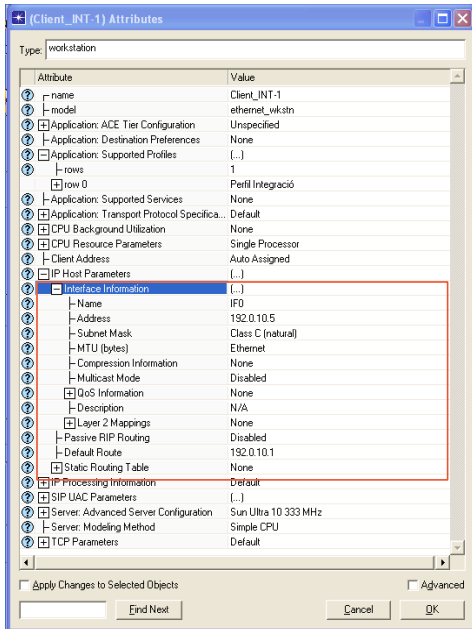 (Client_INT-1) Attributes
Type: workstation
Attribute Value
name Client_INT-1
model ethernet_wkstn
Application: ACE Tier Configuration Unspecified
Application: Destination Preferences None
Application: Supported Profiles (...)
rows 1
row 0 Perfil Integració
Application: Supported Services None
Application: Transport Protocol Specifica... Default
CPU Background Utilization None
CPU Resource Parameters Single Processor
Client Address Auto Assigned
IP Host Parameters (...)
Interface Information (...)
Name IF0
Address 192.0.10.5
Subnet Mask Class C (natural)
MTU (bytes) Ethernet
Compression Information None
Multicast Mode Disabled
QoS Information None
Description N/A
Layer 2 Mappings None
Passive RIP Routing Disabled
Default Route 192.0.10.1
Static Routing Table None
IP Processing Information Default
SIP UAC Parameters (...)
Server: Advanced Server Configuration Sun Ultra 10 333 MHz
Server: Modeling Method Simple CPU
TCP Parameters Default
Apply Changes to Selected Objects Advanced
Find Next Cancel OK